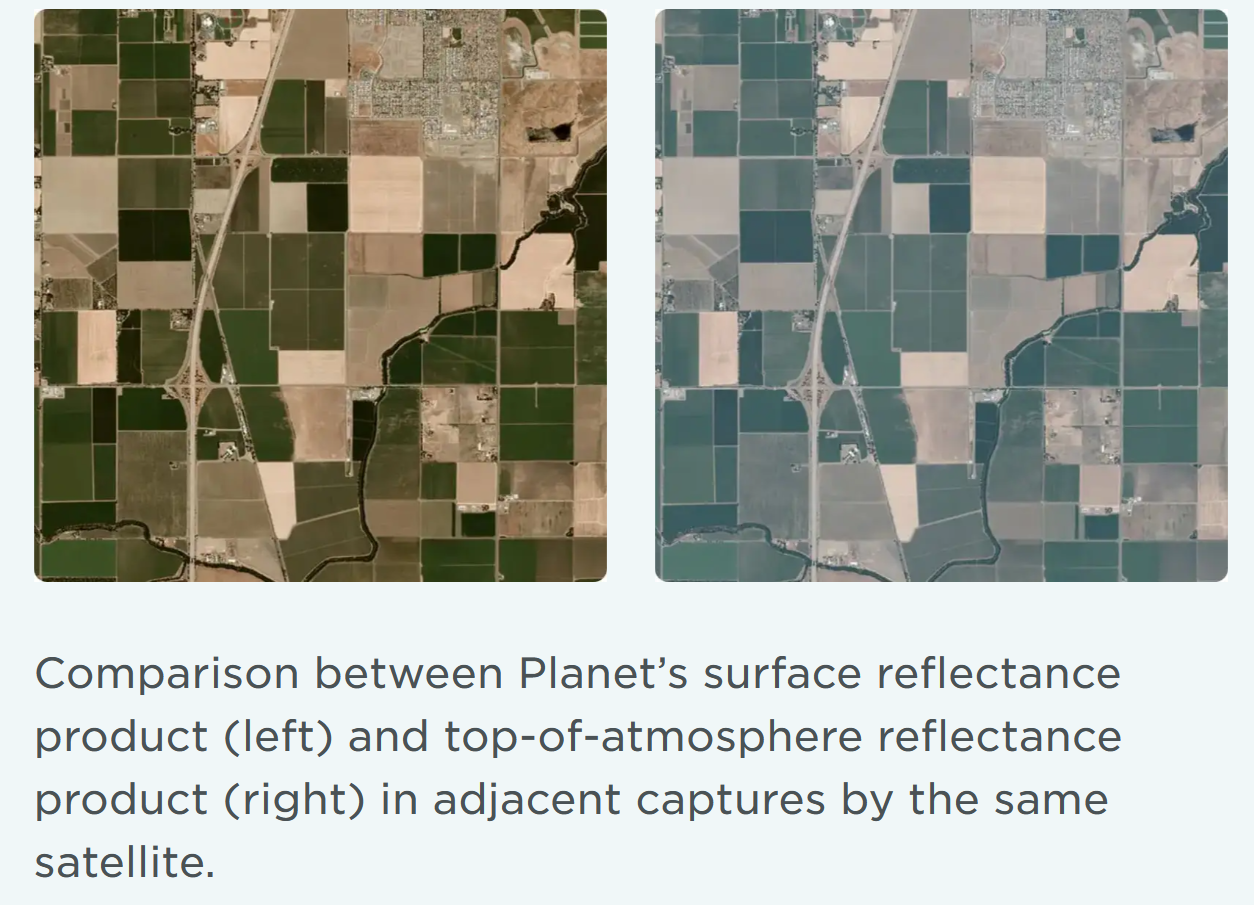 Comparison between Planet’s surface reflectance
product (left) and top-of-atmosphere reflectance
product (right) in adjacent captures by the same
satellite.